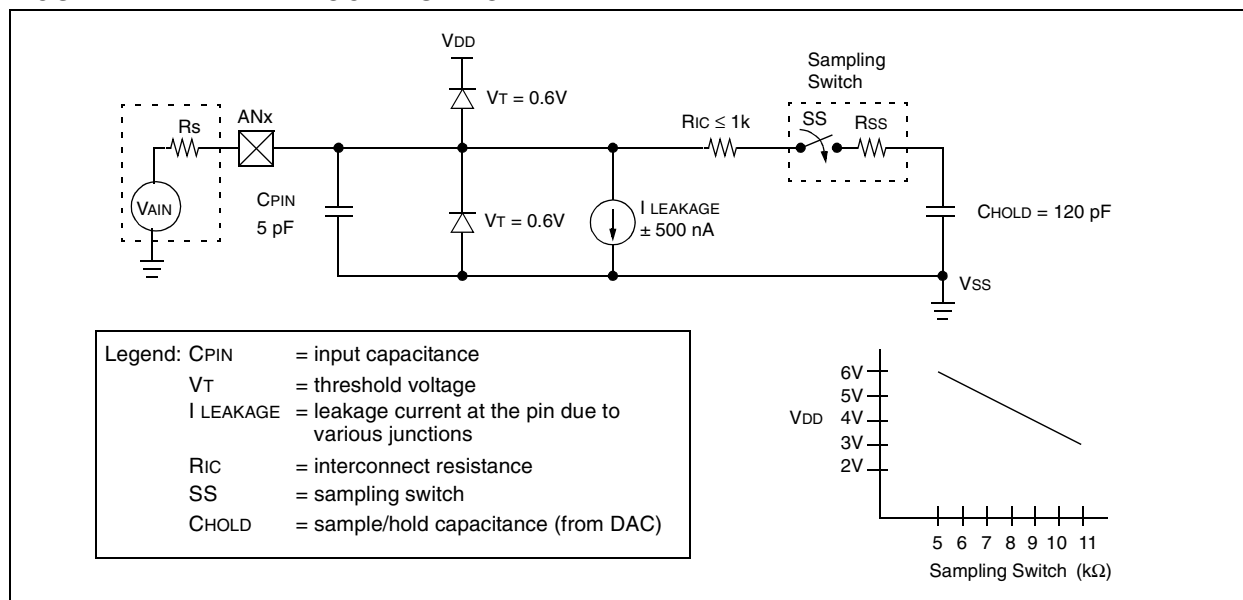 VDD
Sampling
Switch
VT = 0.6V
ANx
RIC ≤ 1k
SS
RSS
Rs
VAIN
CPIN
5 pF
VT = 0.6V
I LEAKAGE
± 500 nA
CHOLD = 120 pF
VSS
Legend: CPIN = input capacitance
VT = threshold voltage
I LEAKAGE = leakage current at the pin due to
various junctions
RIC = interconnect resistance
SS = sampling switch
CHOLD = sample/hold capacitance (from DAC)
6V
5V
VDD 4V
3V
2V
5 6 7 8 9 10 11
Sampling Switch (kΩ)